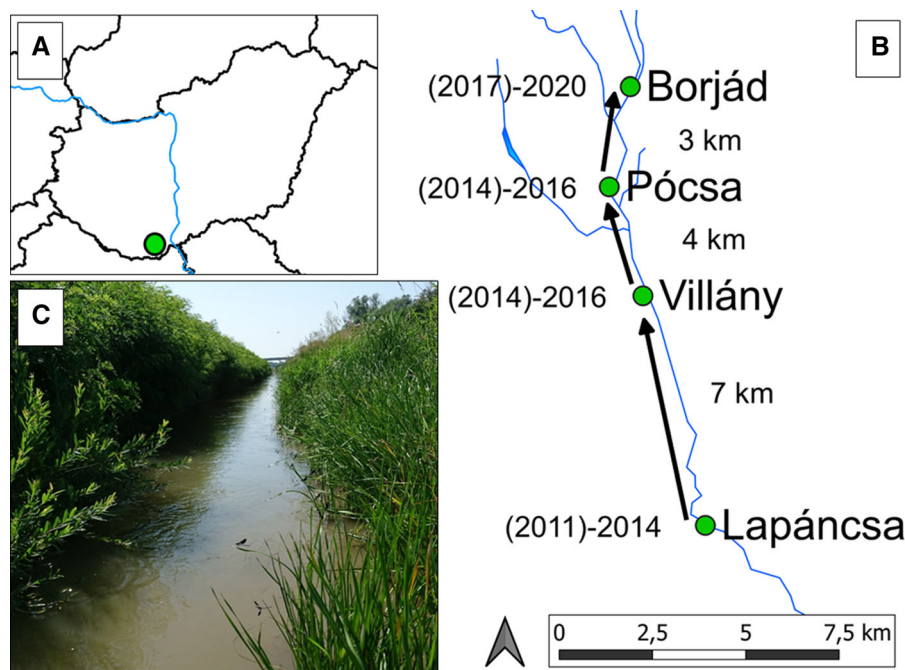 A
B
(2017)-2020 Borjád
3 km
(2014)-2016 Pócsa
4 km
(2014)-2016 Villány
7 km
(2011)-2014 Lapáncsa
C
0 2,5 5 7,5 km